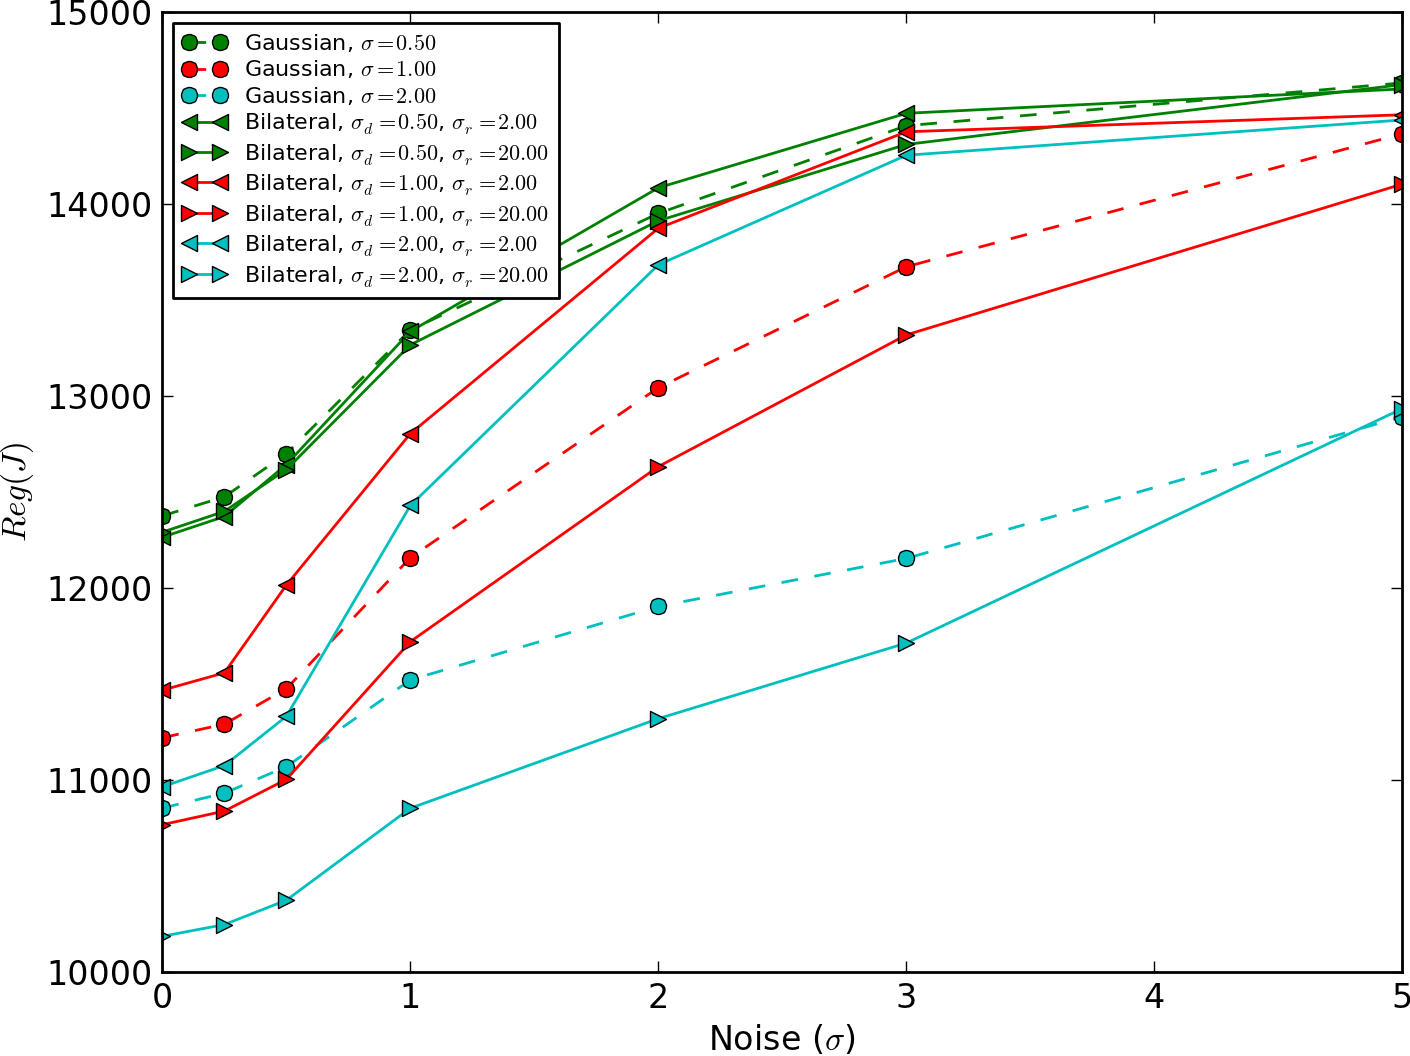 15000
14000
13000
12000
11000
10000
Reg(J)
Gaussian, σ=0.50
Gaussian, σ=1.00
Gaussian, σ=2.00
Bilateral, σ_d=0.50, σ_r=2.00
Bilateral, σ_d=0.50, σ_r=20.00
Bilateral, σ_d=1.00, σ_r=2.00
Bilateral, σ_d=1.00, σ_r=20.00
Bilateral, σ_d=2.00, σ_r=2.00
Bilateral, σ_d=2.00, σ_r=20.00
0 1 2 3 4 5
Noise (σ)